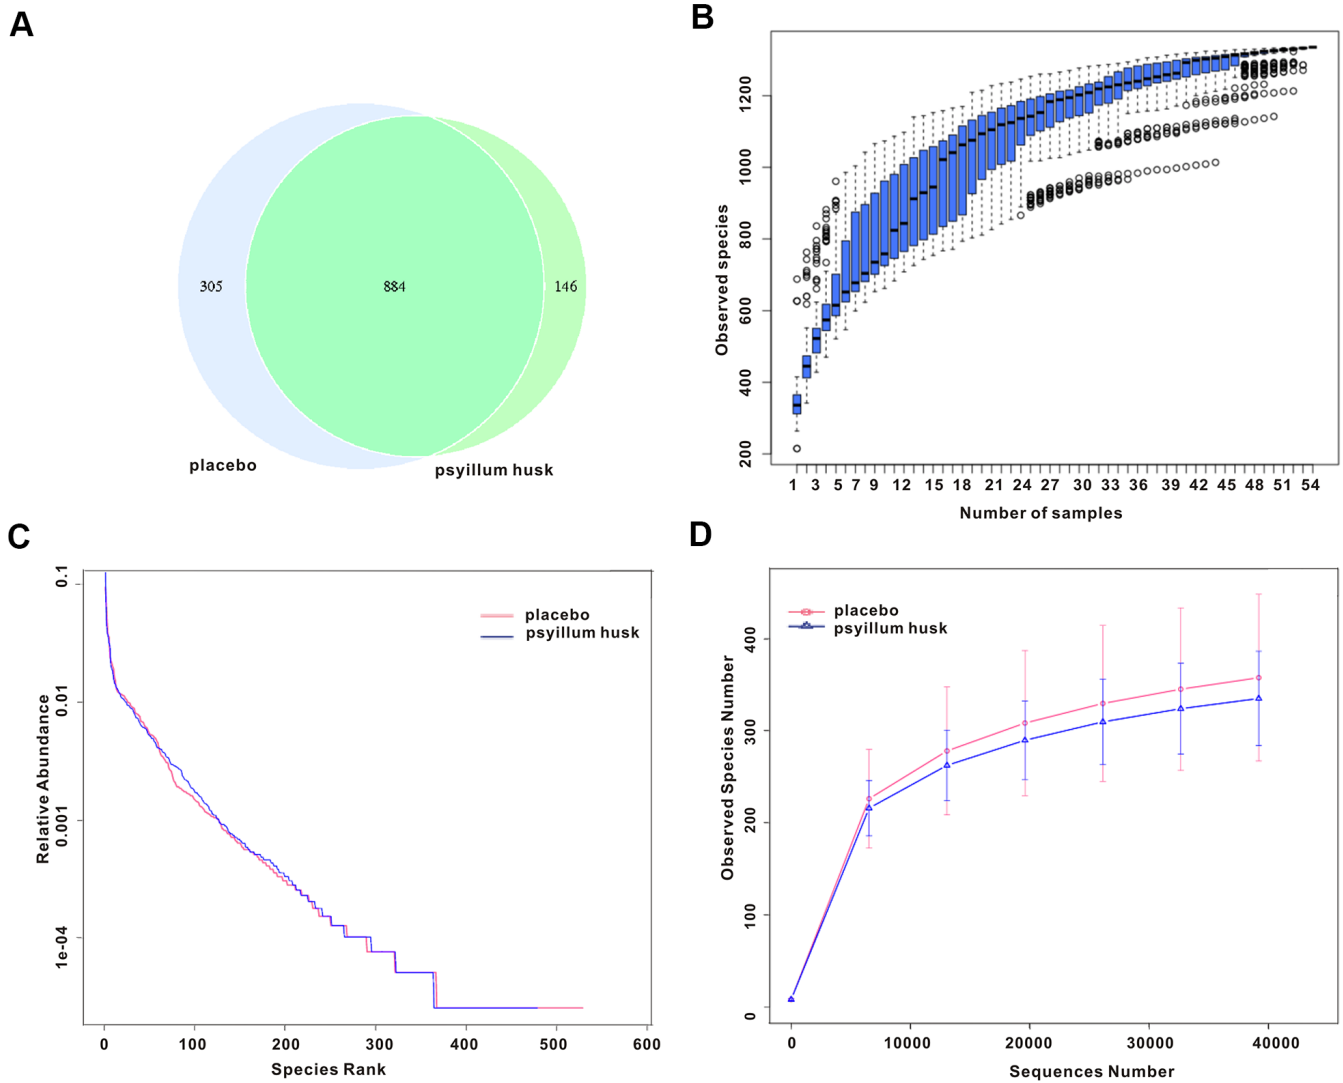 A
305
884
146
placebo
psyillum husk
B
Observed species
1200
1000
800
600
400
200
1 3 5 7 9 12 15 18 21 24 27 30 33 36 39 42 45 48 51 54
Number of samples
C
Relative Abundance
0.1
0.01
0.001
1e-04
placebo
psyillum husk
0 100 200 300 400 500 600
Species Rank
D
Observed Species Number
400
300
200
100
0
placebo
psyillum husk
0 10000 20000 30000 40000
Sequences Number